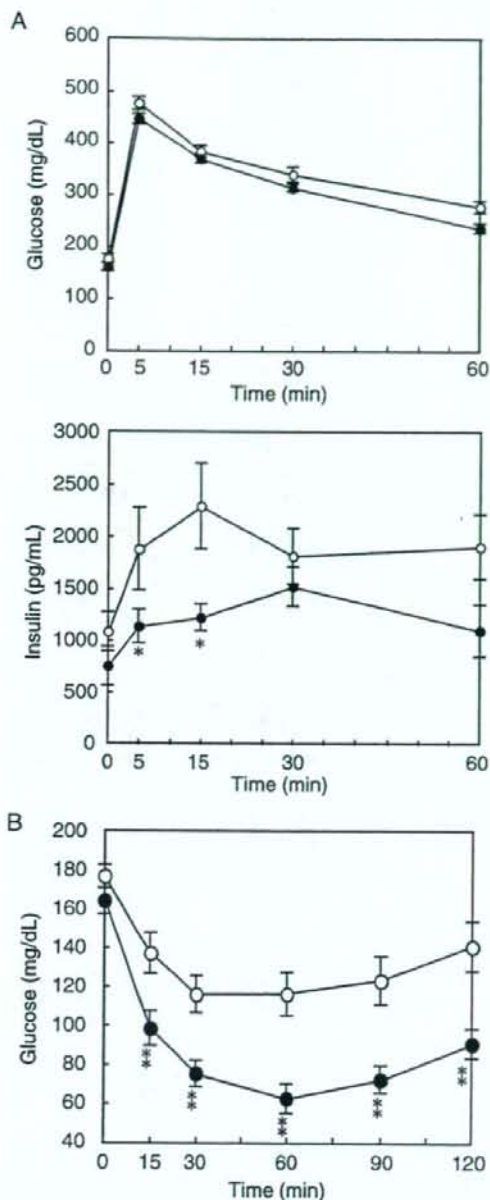 A
600
500
400
300
200
100
0
Glucose (mg/dL)
0 5 15 30 60
Time (min)
3000
2500
2000
1500
1000
500
0
Insulin (pg/mL)
* *
0 5 15 30 60
Time (min)
B
200
180
160
140
120
100
80
60
40
Glucose (mg/dL)
** ** ** ** **
0 15 30 60 90 120
Time (min)